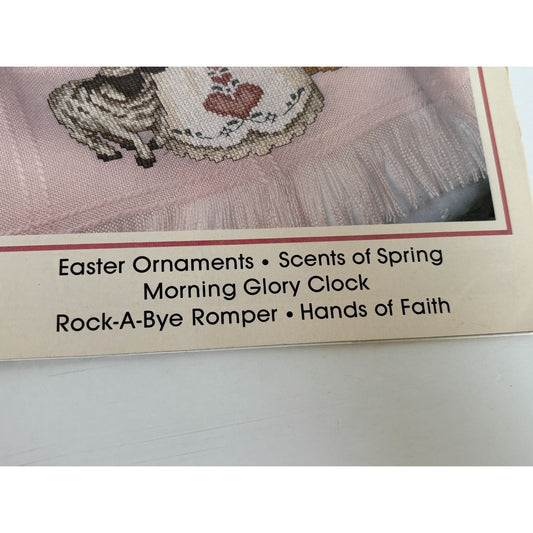 Easter Ornaments • Scents of Spring
Morning Glory Clock
Rock-A-Bye Romper • Hands of Faith